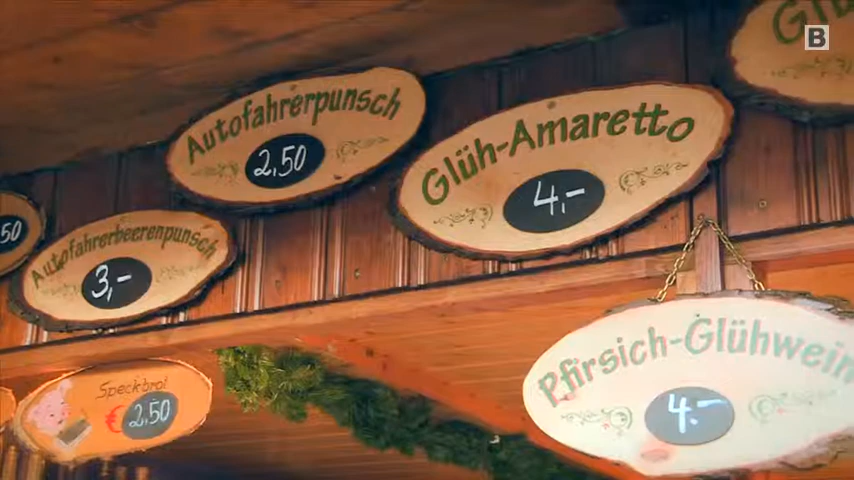 B
Autofahrerpunsch
2,50
Glüh-Amaretto
4,-
Autofahrerbeerenpunsch
3,-
Pfirsich-Glühwein
4,-
Speckbrot
2,50